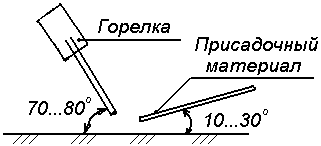 Горелка
Присадочный
материал
70...80°
10...30°